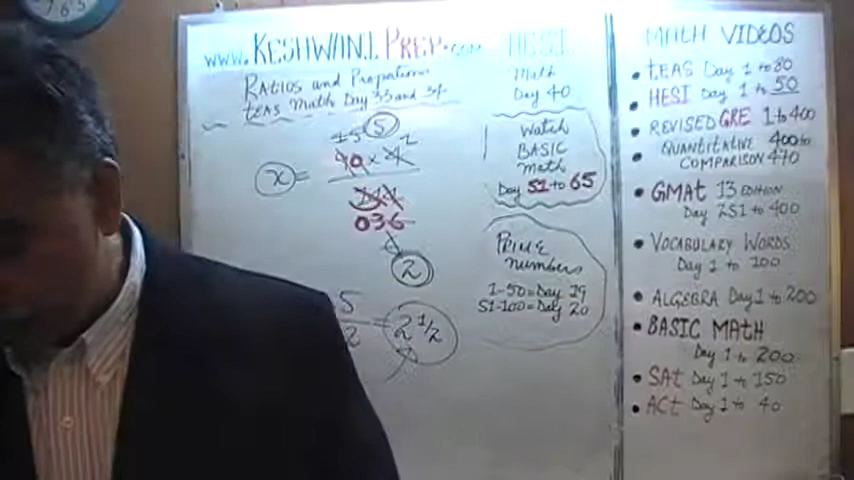 www.KESHWANIPREP.com
RATIOS and Proportions
TEAS Math Day 33 and 34
x =
5
2
2
5
2
2 1/2
HESI
Math
Day 40
Watch
BASIC
Math
Day 51 to 65
PRIME
numbers
1-50 = Day 19
51-100 = Day 20
MATH VIDEOS
• TEAS Day 1 to 80
• HESI Day 1 to 50
• REVISED GRE 1 to 400
• QUANTITATIVE 400 to
COMPARISON 470
• GMAT 13 EDITION
Day 251 to 400
• VOCABULARY WORDS
Day 1 to 100
• ALGEBRA Day 1 to 200
• BASIC MATH
Day 1 to 200
• SAT Day 1 to 150
• ACT Day 1 to 40